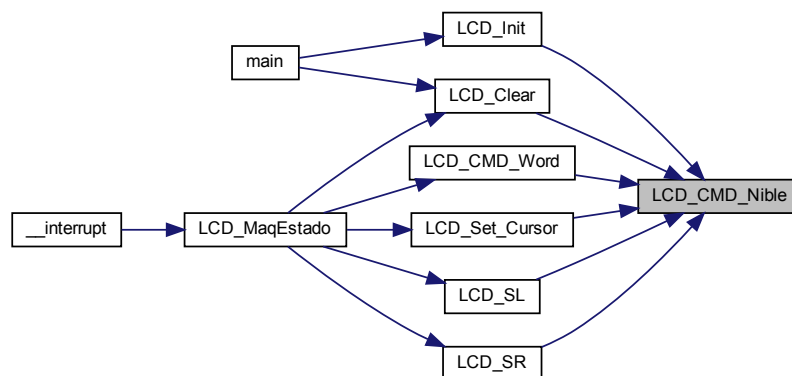 LCD_Init
main
LCD_Clear
LCD_CMD_Word
LCD_CMD_Nible
__interrupt
LCD_MaqEstado
LCD_Set_Cursor
LCD_SL
LCD_SR